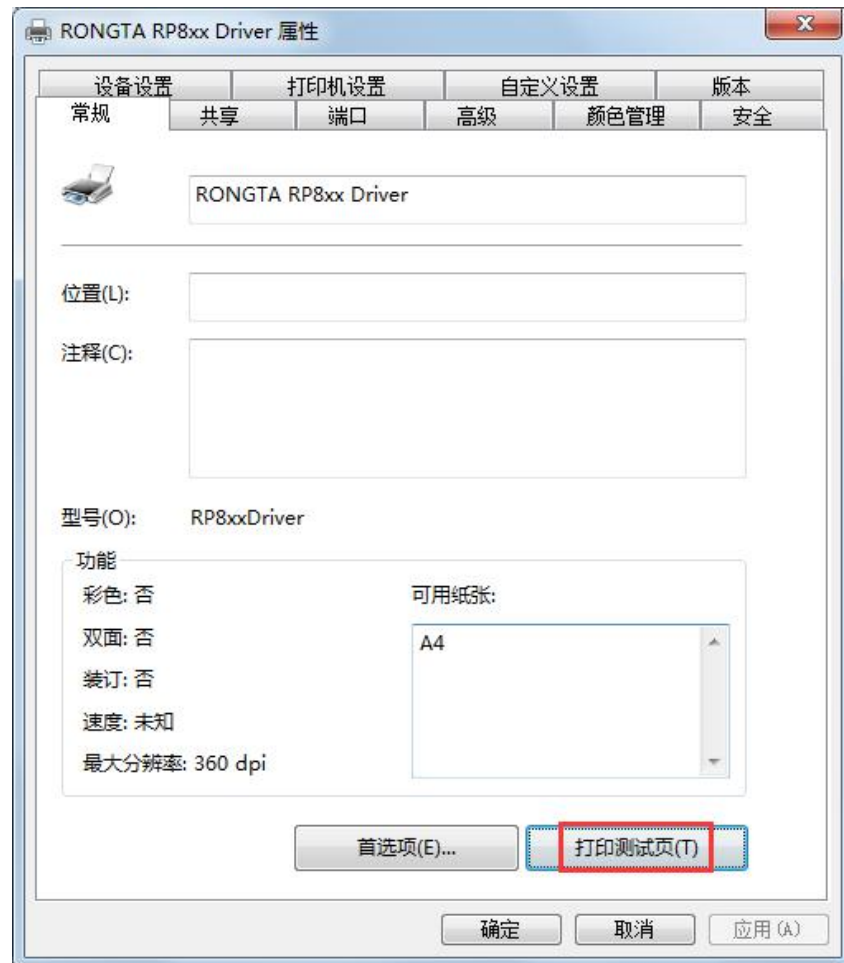 RONGTA RP8xx Driver 属性
设备设置 打印机设置 自定义设置 版本
常规 共享 端口 高级 颜色管理 安全
RONGTA RP8xx Driver
位置(L):
注释(C):
型号(O): RP8xxDriver
功能
彩色: 否 可用纸张:
双面: 否 A4
装订: 否
速度: 未知
最大分辨率: 360 dpi
首选项(E)... 打印测试页(T)
确定 取消 应用(A)